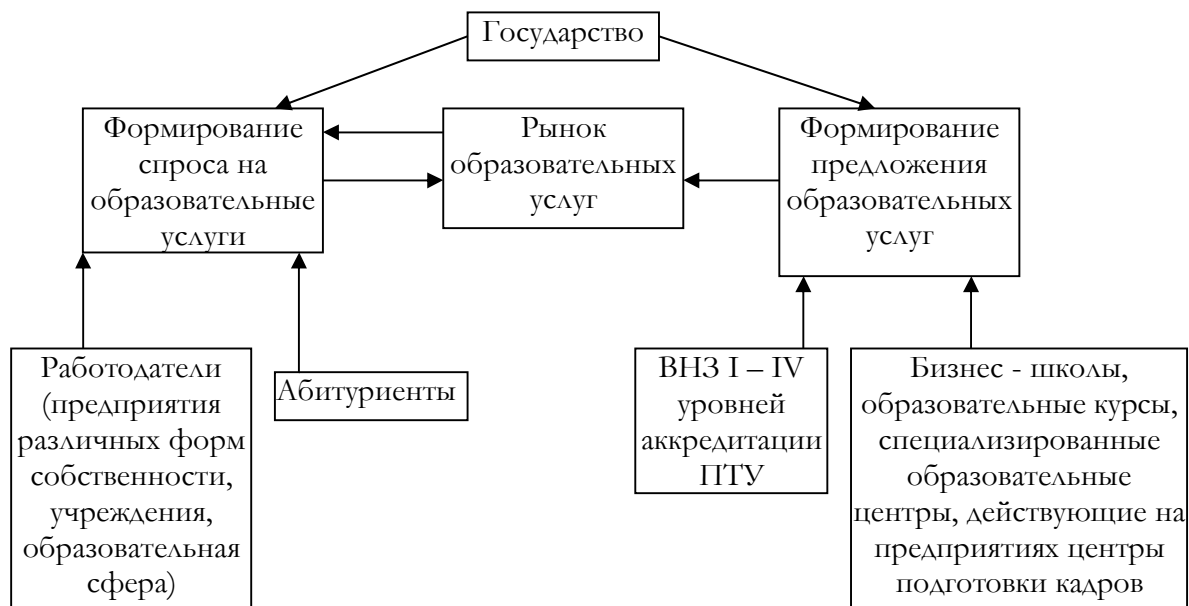 Государство
Формирование
спроса на
образовательные
услуги
Рынок
образовательных
услуг
Формирование
предложения
образовательных
услуг
Работодатели
(предприятия
различных форм
собственности,
учреждения,
образовательная
сфера)
Абитуриенты
ВНЗ I – IV
уровней
аккредитации
ПТУ
Бизнес - школы,
образовательные курсы,
специализированные
образовательные
центры, действующие на
предприятиях центры
подготовки кадров